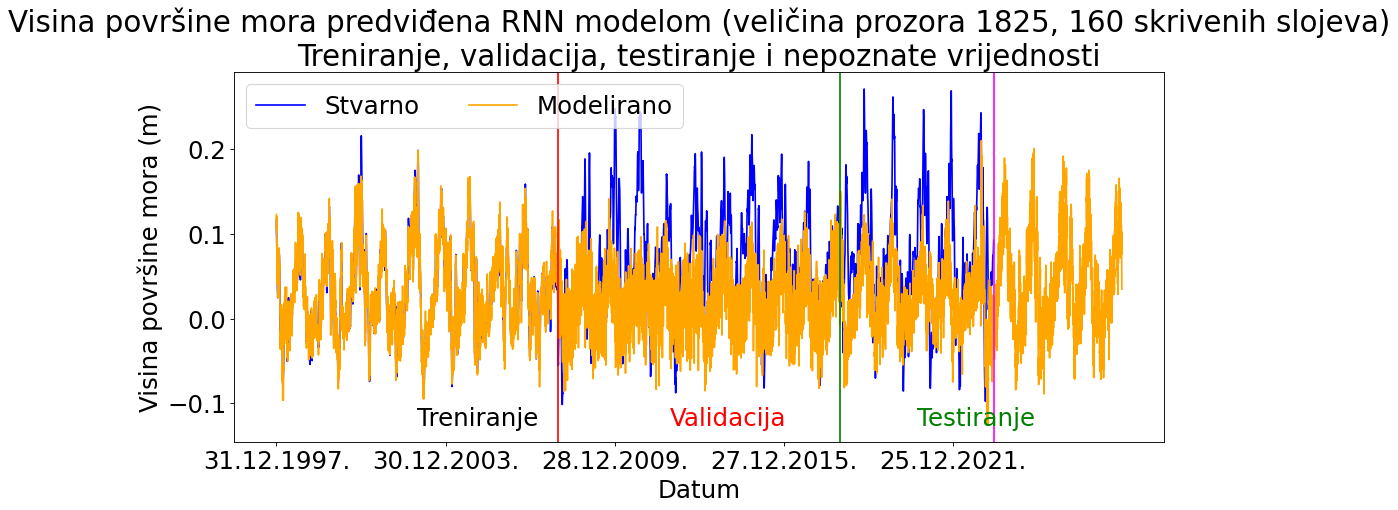 Visina površine mora predviđena RNN modelom (veličina prozora 1825, 160 skrivenih slojeva)
Treniranje, validacija, testiranje i nepoznate vrijednosti
Stvarno Modelirano
Visina površine mora (m)
0.2
0.1
0.0
−0.1
Treniranje Validacija Testiranje
31.12.1997. 30.12.2003. 28.12.2009. 27.12.2015. 25.12.2021.
Datum